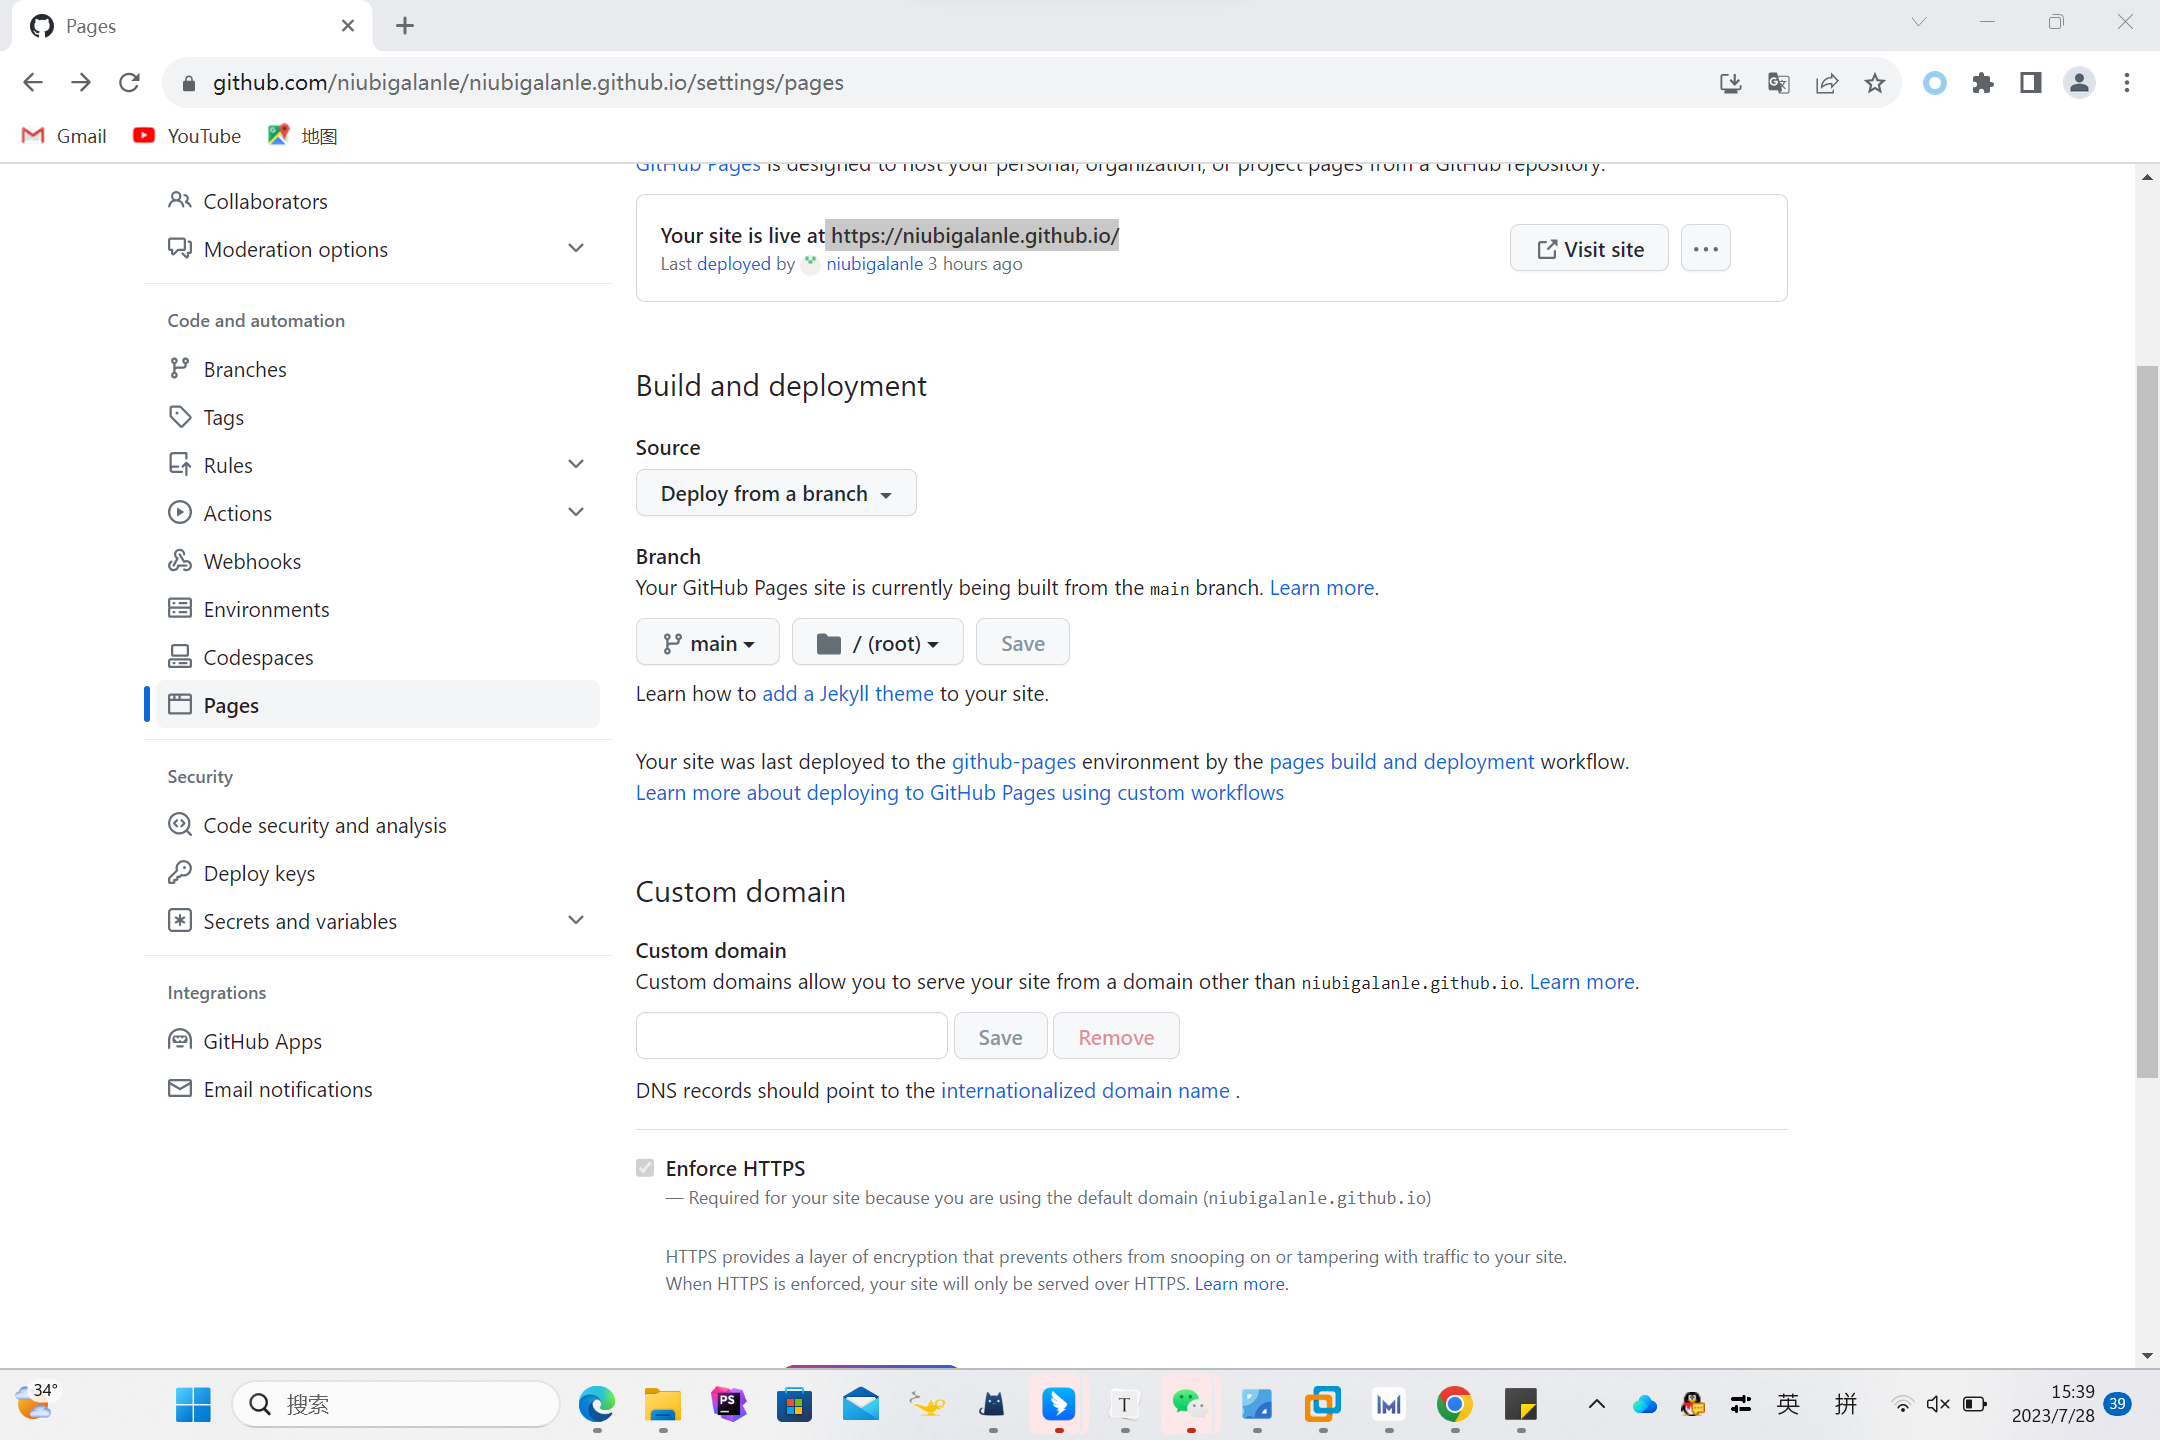 Pages
github.com/niubigalanle/niubigalanle.github.io/settings/pages
Gmail
YouTube
地图
GitHub Pages is designed to host your personal, organization, or project pages from a GitHub repository.
Collaborators
Moderation options
Code and automation
Branches
Tags
Rules
Actions
Webhooks
Environments
Codespaces
Pages
Security
Code security and analysis
Deploy keys
Secrets and variables
Integrations
GitHub Apps
Email notifications
Your site is live at https://niubigalanle.github.io/
Last deployed by niubigalanle 3 hours ago
Visit site
Build and deployment
Source
Deploy from a branch
Branch
Your GitHub Pages site is currently being built from the main branch. Learn more.
main
/ (root)
Save
Learn how to add a Jekyll theme to your site.
Your site was last deployed to the github-pages environment by the pages build and deployment workflow.
Learn more about deploying to GitHub Pages using custom workflows
Custom domain
Custom domain
Custom domains allow you to serve your site from a domain other than niubigalanle.github.io. Learn more.
Save
Remove
DNS records should point to the internationalized domain name .
Enforce HTTPS
— Required for your site because you are using the default domain (niubigalanle.github.io)
HTTPS provides a layer of encryption that prevents others from snooping on or tampering with traffic to your site.
When HTTPS is enforced, your site will only be served over HTTPS. Learn more.
34°
搜索
PS
T
英
拼
15:39
2023/7/28
39